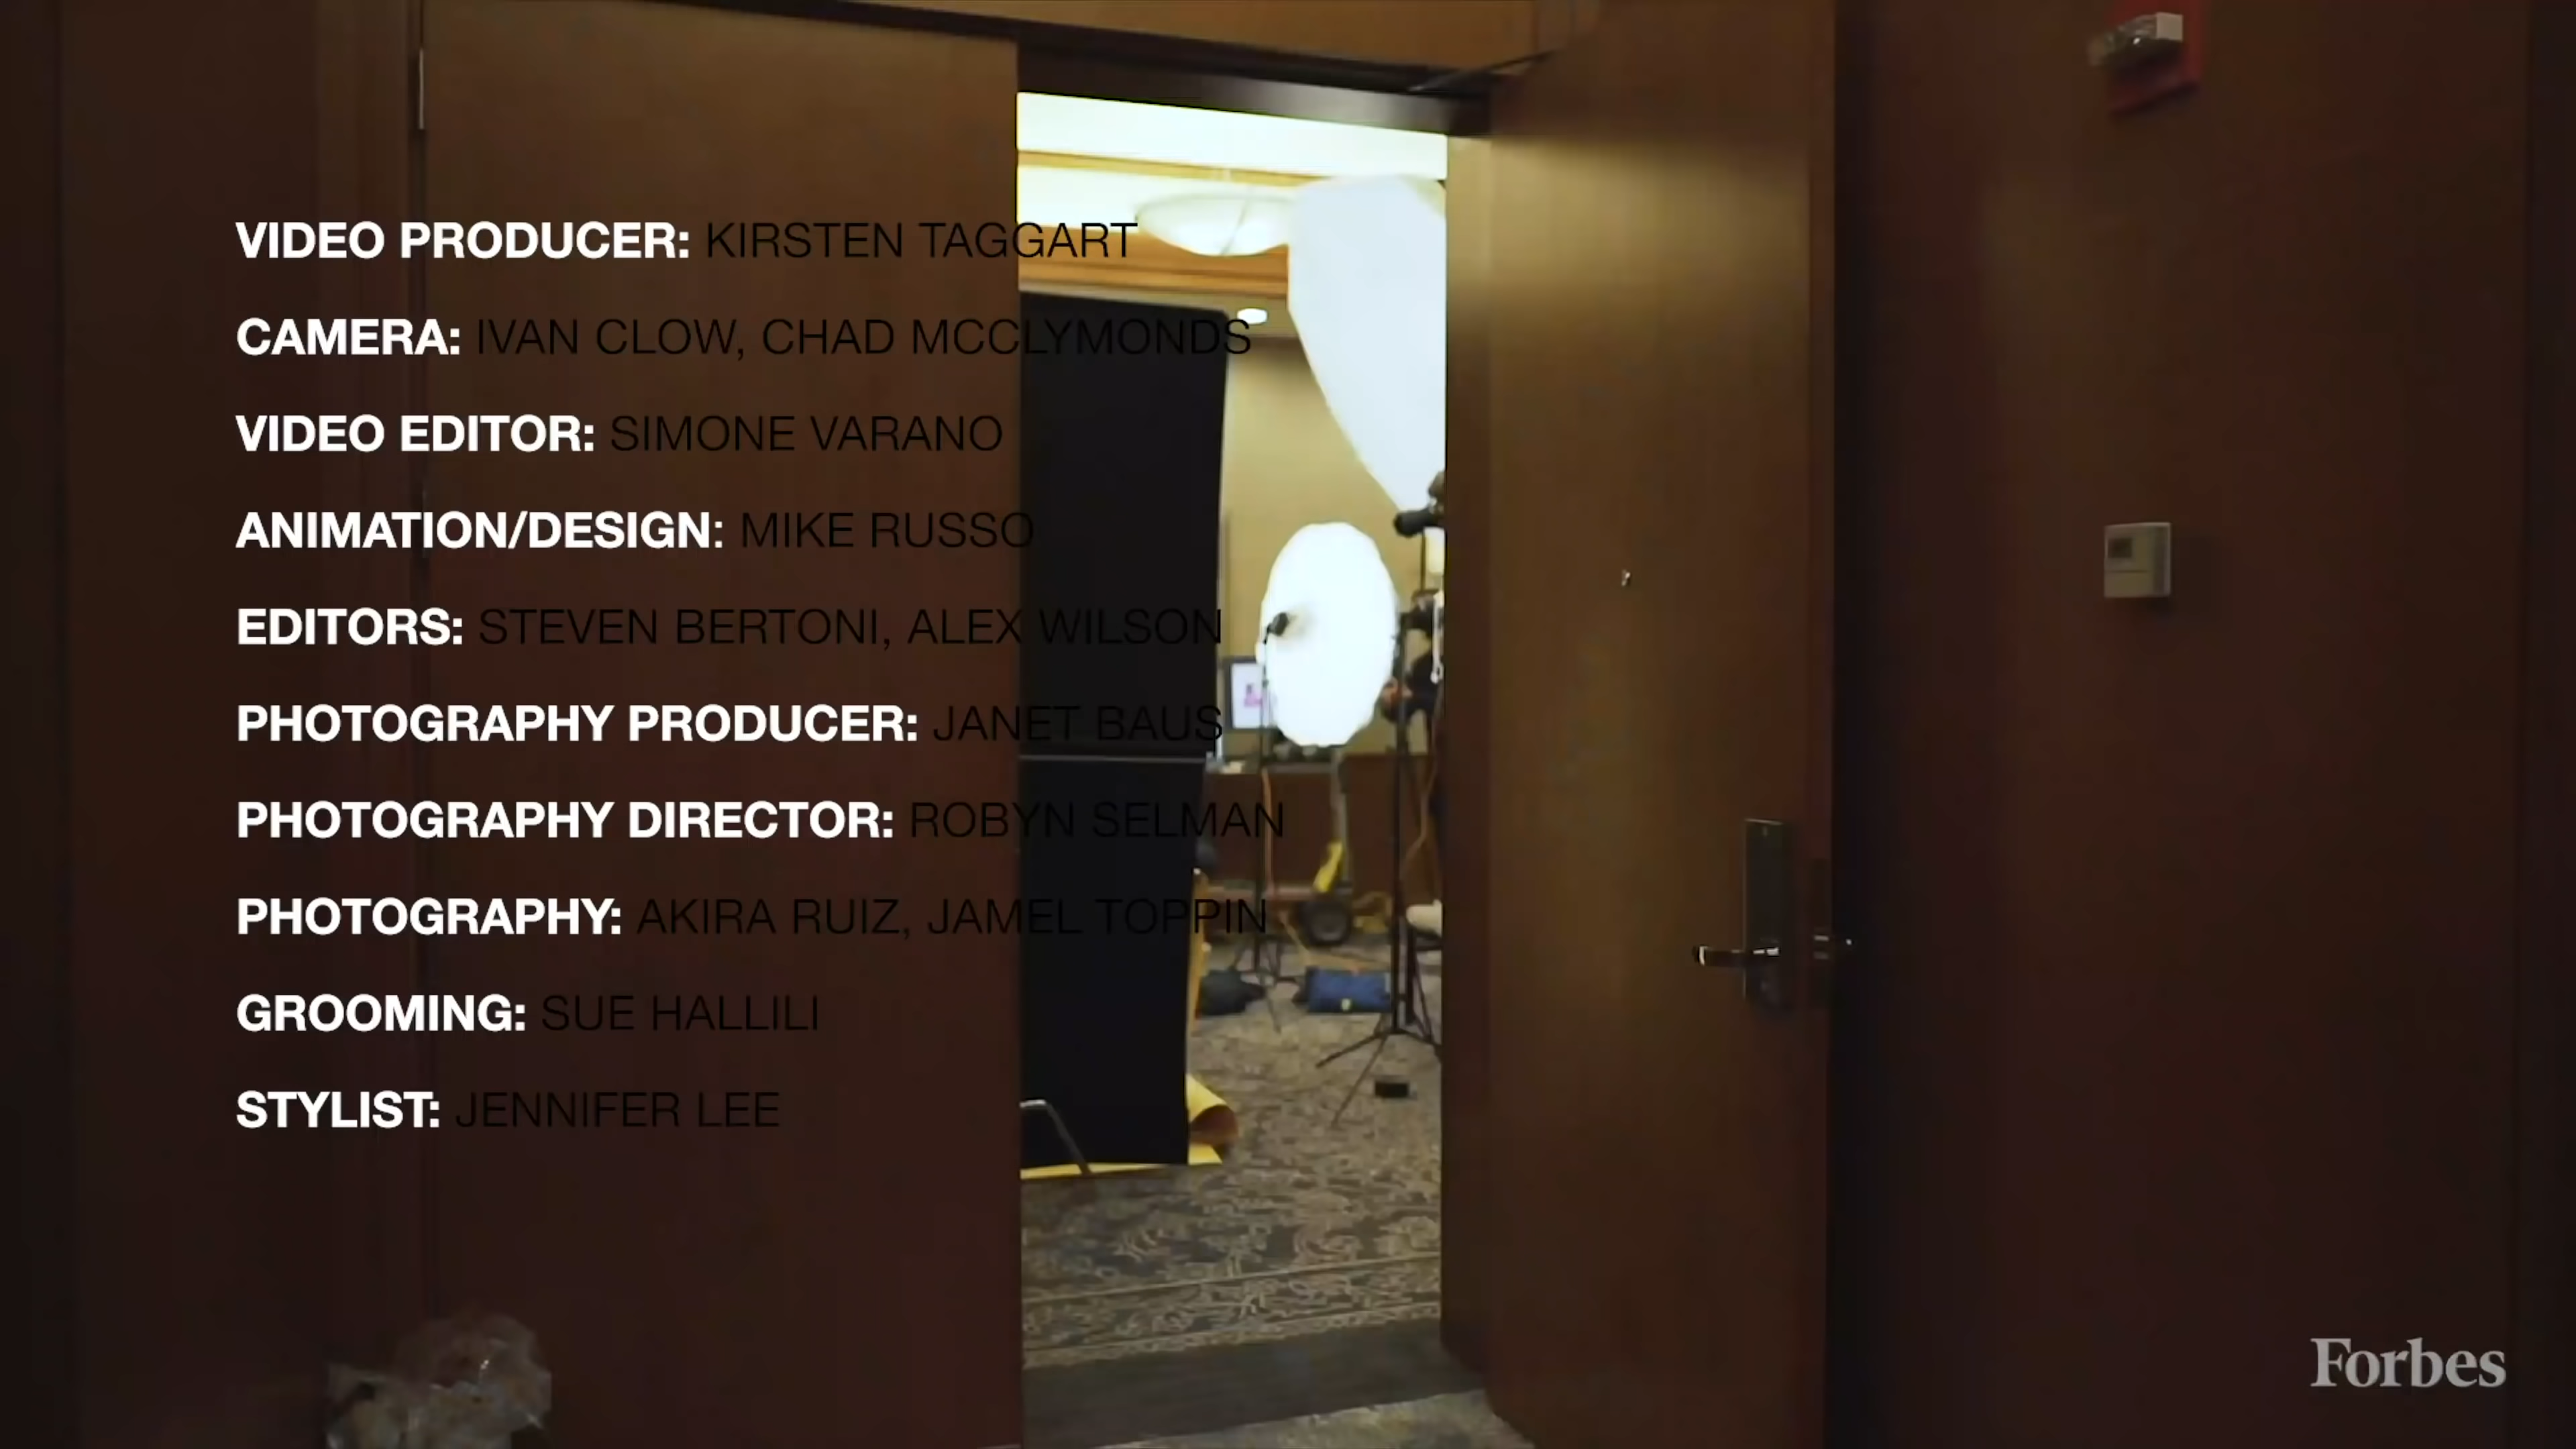 VIDEO PRODUCER: KIRSTEN TAGGART
CAMERA: IVAN CLOW, CHAD MCCLYMONDS
VIDEO EDITOR: SIMONE VARANO
ANIMATION/DESIGN: MIKE RUSSO
EDITORS: STEVEN BERTONI, ALEX WILSON
PHOTOGRAPHY PRODUCER: JANET BAUS
PHOTOGRAPHY DIRECTOR: ROBYN SELMAN
PHOTOGRAPHY: AKIRA RUIZ, JAMEL TOPPIN
GROOMING: SUE HALLILI
STYLIST: JENNIFER LEE
Forbes